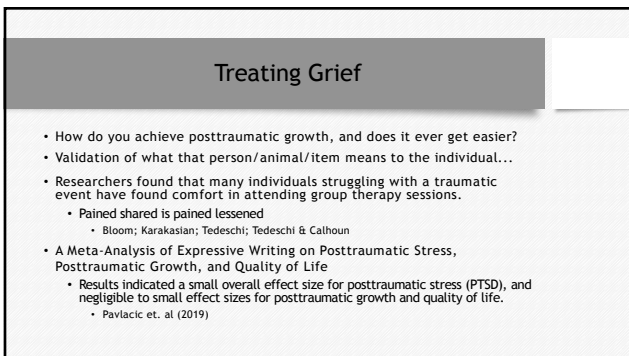 Treating Grief
• How do you achieve posttraumatic growth, and does it ever get easier?
• Validation of what that person/animal/item means to the individual...
• Researchers found that many individuals struggling with a traumatic
event have found comfort in attending group therapy sessions.
• Pained shared is pained lessened
• Bloom; Karakasian; Tedeschi; Tedeschi & Calhoun
• A Meta-Analysis of Expressive Writing on Posttraumatic Stress,
Posttraumatic Growth, and Quality of Life
• Results indicated a small overall effect size for posttraumatic stress (PTSD), and
negligible to small effect sizes for posttraumatic growth and quality of life.
• Pavlacic et. al (2019)